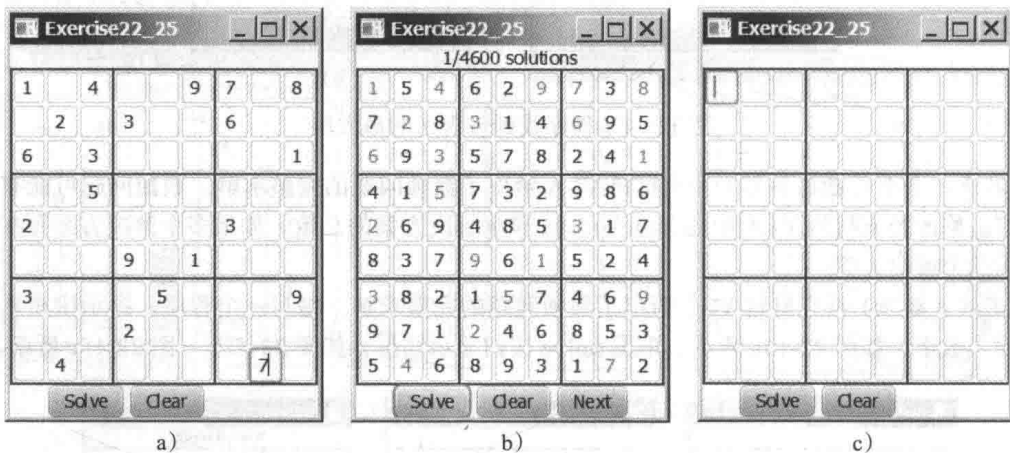 Exercise22_25
1 4 9 7 8
2 3 6
6 3 1
5
2 3
9 1
3 5 9
2
4 7
Solve Clear
a)
Exercise22_25
1/4600 solutions
1 5 4 6 2 9 7 3 8
7 2 8 3 1 4 6 9 5
6 9 3 5 7 8 2 4 1
4 1 5 7 3 2 9 8 6
2 6 9 4 8 5 3 1 7
8 3 7 9 6 1 5 2 4
3 8 2 1 5 7 4 6 9
9 7 1 2 4 6 8 5 3
5 4 6 8 9 3 1 7 2
Solve Clear Next
b)
Exercise22_25
Solve Clear
c)